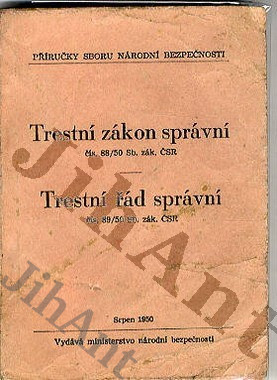 PŘÍRUČKY SBORU NÁRODNÍ BEZPEČNOSTI
Trestní zákon správní
čís. 88/50 Sb. zák. ČSR
Trestní řád správní
čís. 89/50 Sb. zák. ČSR
Srpen 1950
Vydává ministerstvo národní bezpečnosti
JihAnt
JihAnt